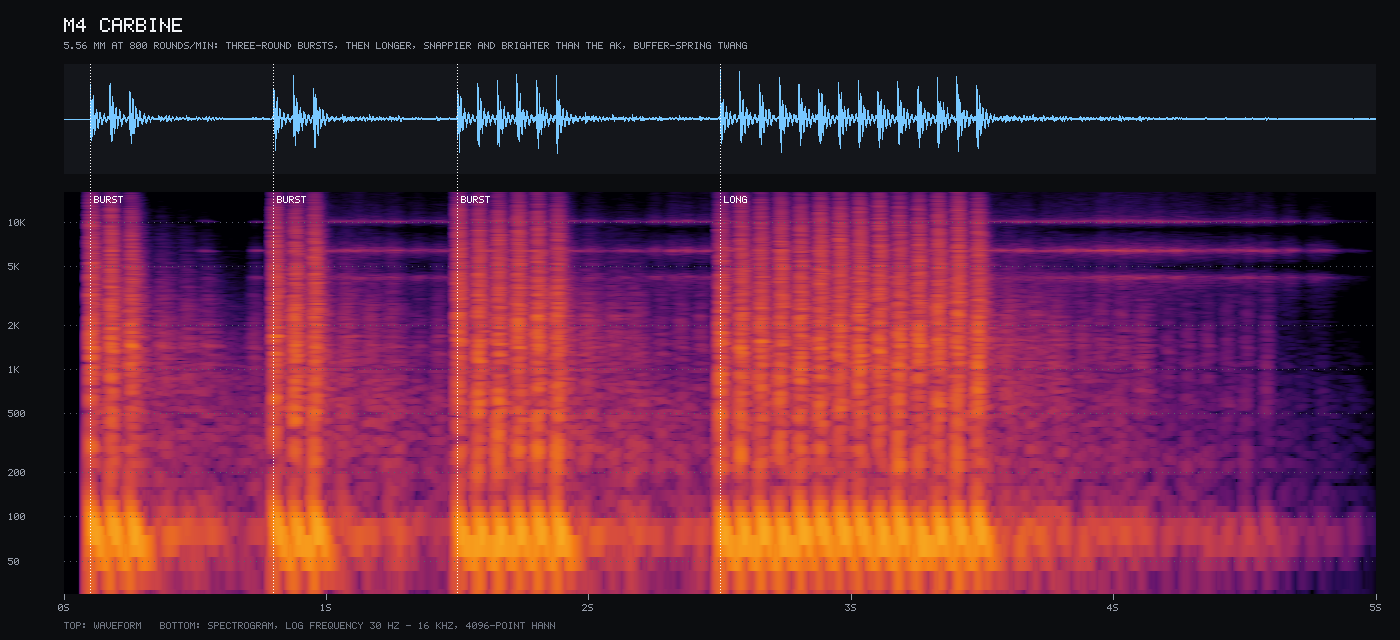 M4 CARBINE
5.56 MM AT 800 ROUNDS/MIN: THREE-ROUND BURSTS, THEN LONGER, SNAPPIER AND BRIGHTER THAN THE AK, BUFFER-SPRING TWANG
BURST BURST BURST LONG
10K
5K
2K
1K
500
200
100
50
0S 1S 2S 3S 4S 5S
TOP: WAVEFORM BOTTOM: SPECTROGRAM, LOG FREQUENCY 30 HZ - 16 KHZ, 4096-POINT HANN